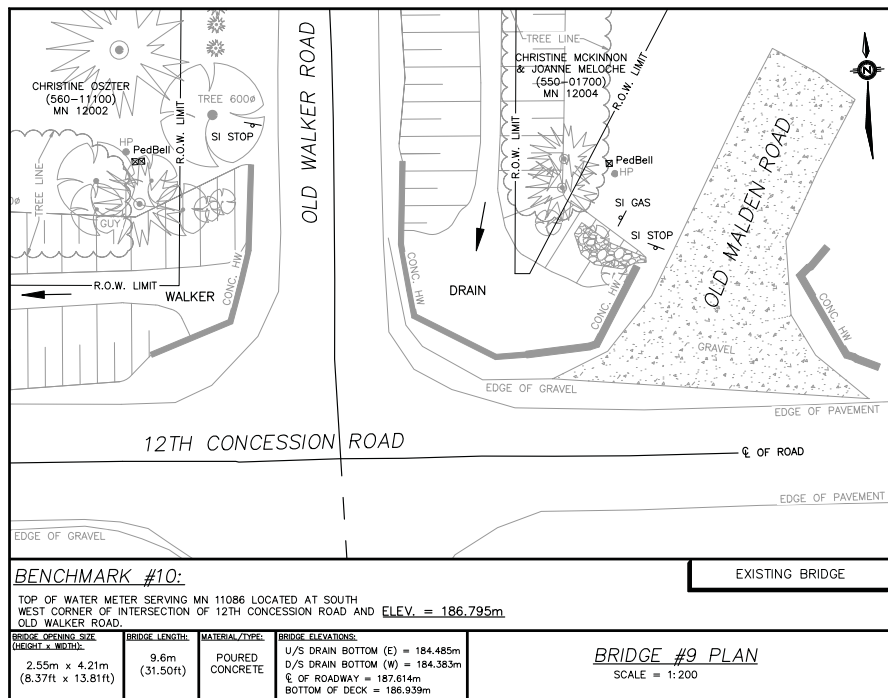 CHRISTINE OSZTER
(560-11100)
MN 12002
R.O.W. LIMIT
TREE 600ø
SI STOP
HP
PedBell
TREE LINE
ø
GUY
R.O.W. LIMIT
WALKER
CONC. HW
OLD WALKER ROAD
TREE LINE
CHRISTINE MCKINNON
& JOANNE MELOCHE
(550-01700)
MN 12004
R.O.W. LIMIT
R.O.W. LIMIT
PedBell
HP
SI GAS
SI STOP
N
CONC. HW
DRAIN
CONC. HW
OLD MALDEN ROAD
GRAVEL
CONC. HW
EDGE OF GRAVEL
EDGE OF PAVEMENT
12TH CONCESSION ROAD
℄ OF ROAD
EDGE OF PAVEMENT
EDGE OF GRAVEL
BENCHMARK #10:
TOP OF WATER METER SERVING MN 11086 LOCATED AT SOUTH
WEST CORNER OF INTERSECTION OF 12TH CONCESSION ROAD AND ELEV. = 186.795m
OLD WALKER ROAD.
EXISTING BRIDGE
BRIDGE OPENING SIZE
(HEIGHT x WIDTH):
2.55m x 4.21m
(8.37ft x 13.81ft)
BRIDGE LENGTH:
9.6m
(31.50ft)
MATERIAL/TYPE:
POURED
CONCRETE
BRIDGE ELEVATIONS:
U/S DRAIN BOTTOM (E) = 184.485m
D/S DRAIN BOTTOM (W) = 184.383m
℄ OF ROADWAY = 187.614m
BOTTOM OF DECK = 186.939m
BRIDGE #9 PLAN
SCALE = 1:200